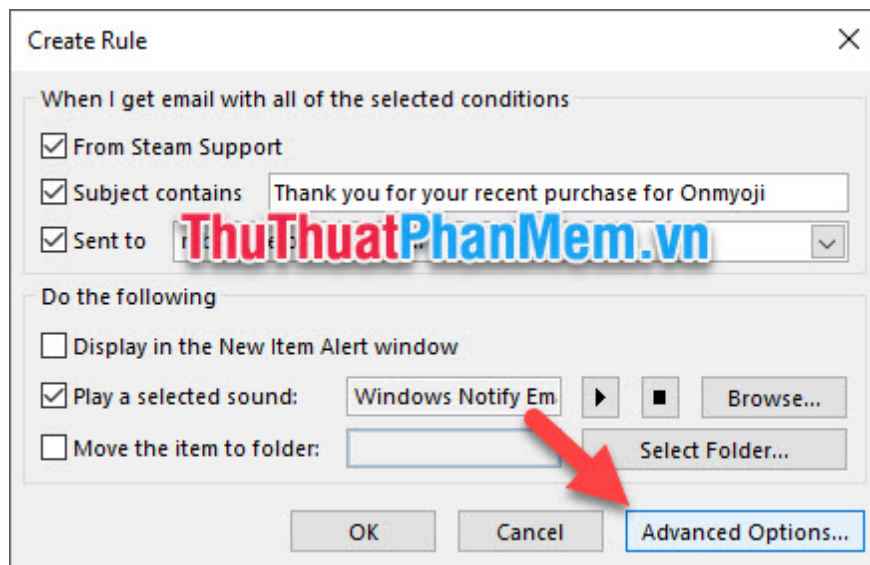 Create Rule
When I get email with all of the selected conditions
From Steam Support
Subject contains Thank you for your recent purchase for Onmyoji
Sent to
ThuThuatPhanMem.vn
Do the following
Display in the New Item Alert window
Play a selected sound: Windows Notify Em Browse...
Move the item to folder: Select Folder...
OK Cancel Advanced Options...